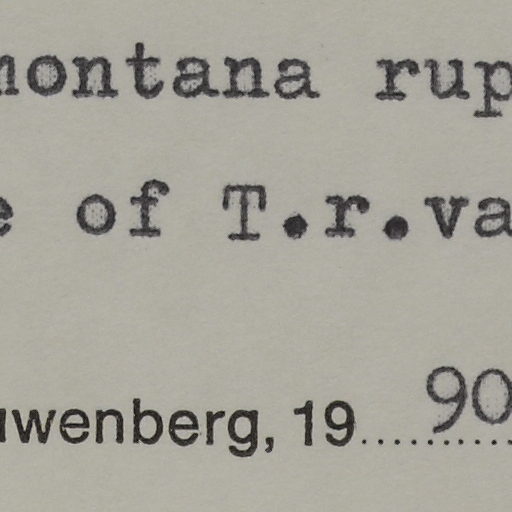 montana rup
e of T.r.va
uwenberg, 19 90